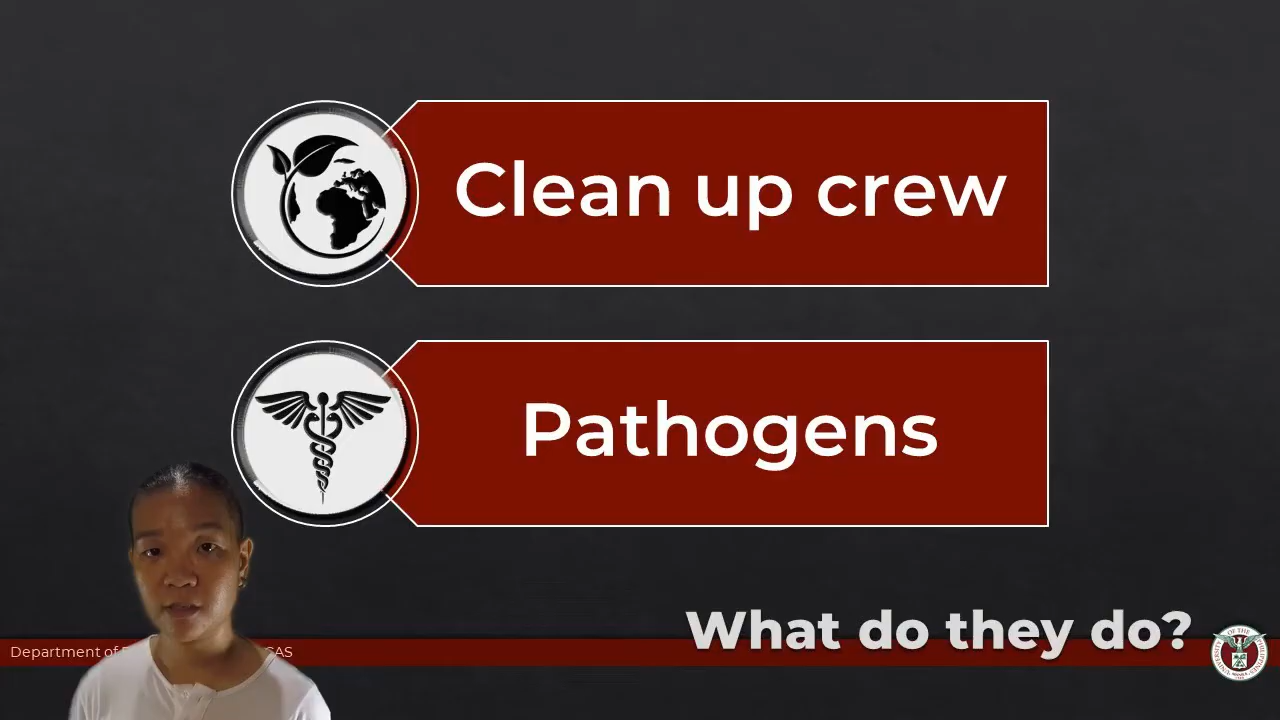 Clean up crew
Pathogens
What do they do?
Department of
CAS